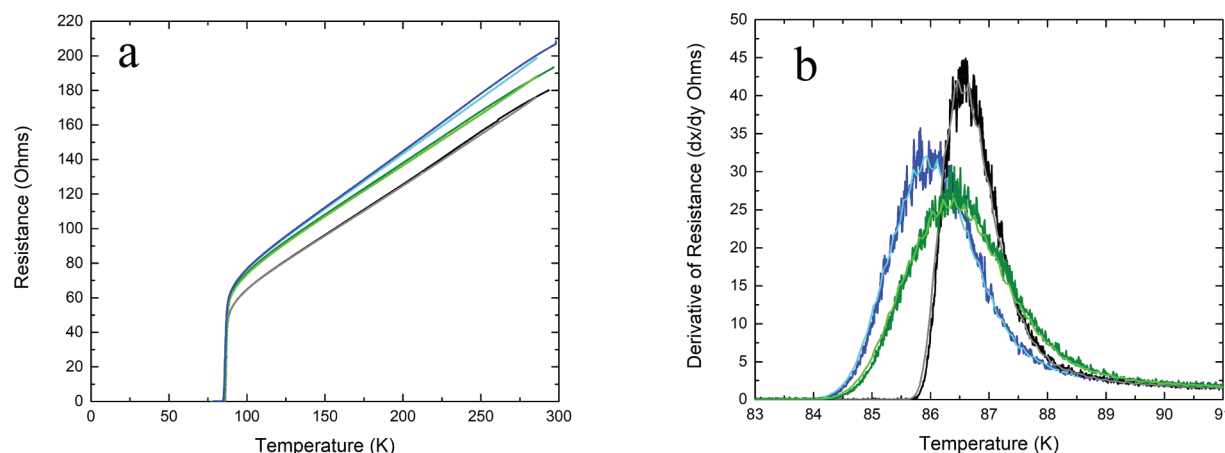 a
220
200
180
160
140
120
100
80
60
40
20
0
Resistance (Ohms)
0 50 100 150 200 250 300
Temperature (K)
b
50
45
40
35
30
25
20
15
10
5
0
Derivative of Resistance (dx/dy Ohms)
83 84 85 86 87 88 89 90 91
Temperature (K)